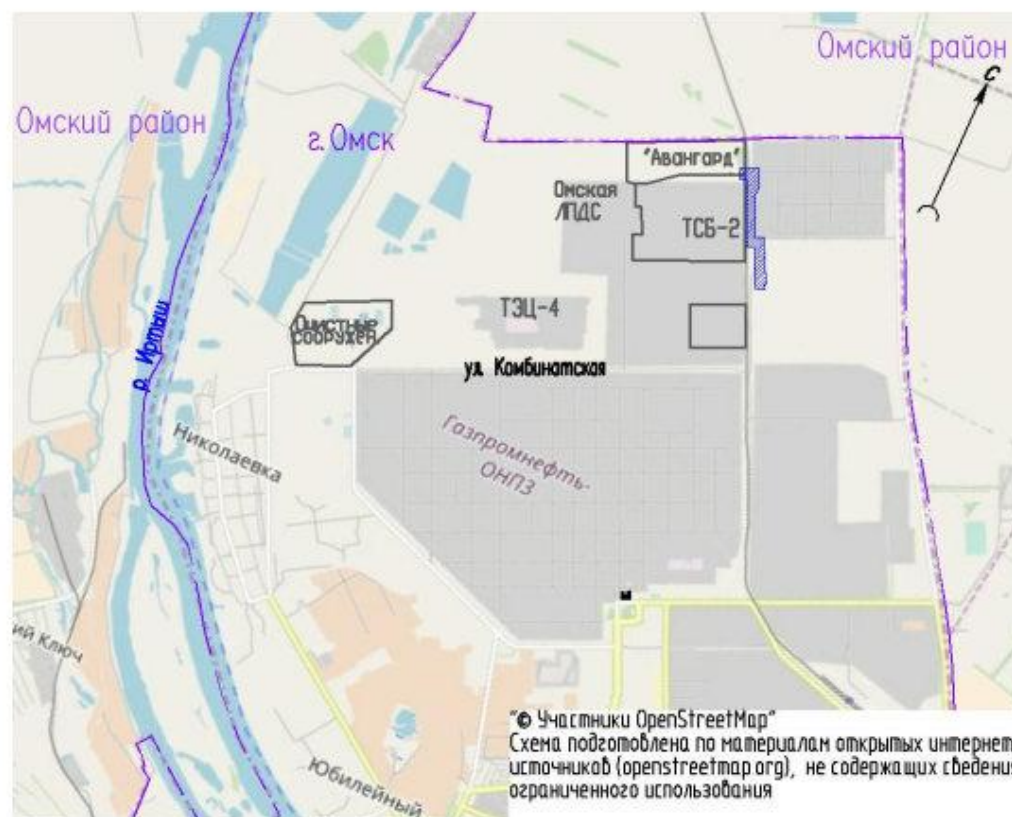 Омский район
С
Омский район
г. Омск
"Авангард"
Омская
ЛПДС
ТСБ-2
р. Иртыш
ТЭЦ-4
Очистные
сооружен.
ул. Комбинатская
Николаевка
Газпромнефть-
ОНПЗ
ий Ключ
Юбилейный
"© Участники OpenStreetMap"
Схема подготовлена по материалам открытых интернет
источников (openstreetmap.org), не содержащих сведения
ограниченного использования